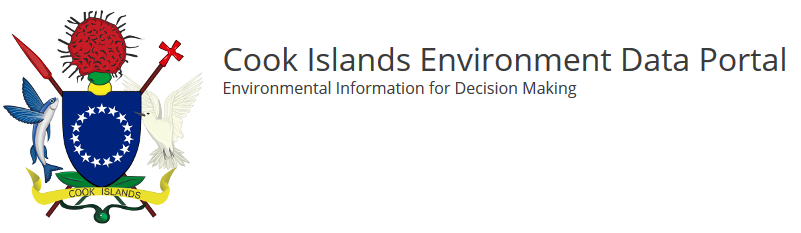 Cook Islands Environment Data Portal
Environmental Information for Decision Making
COOK ISLANDS